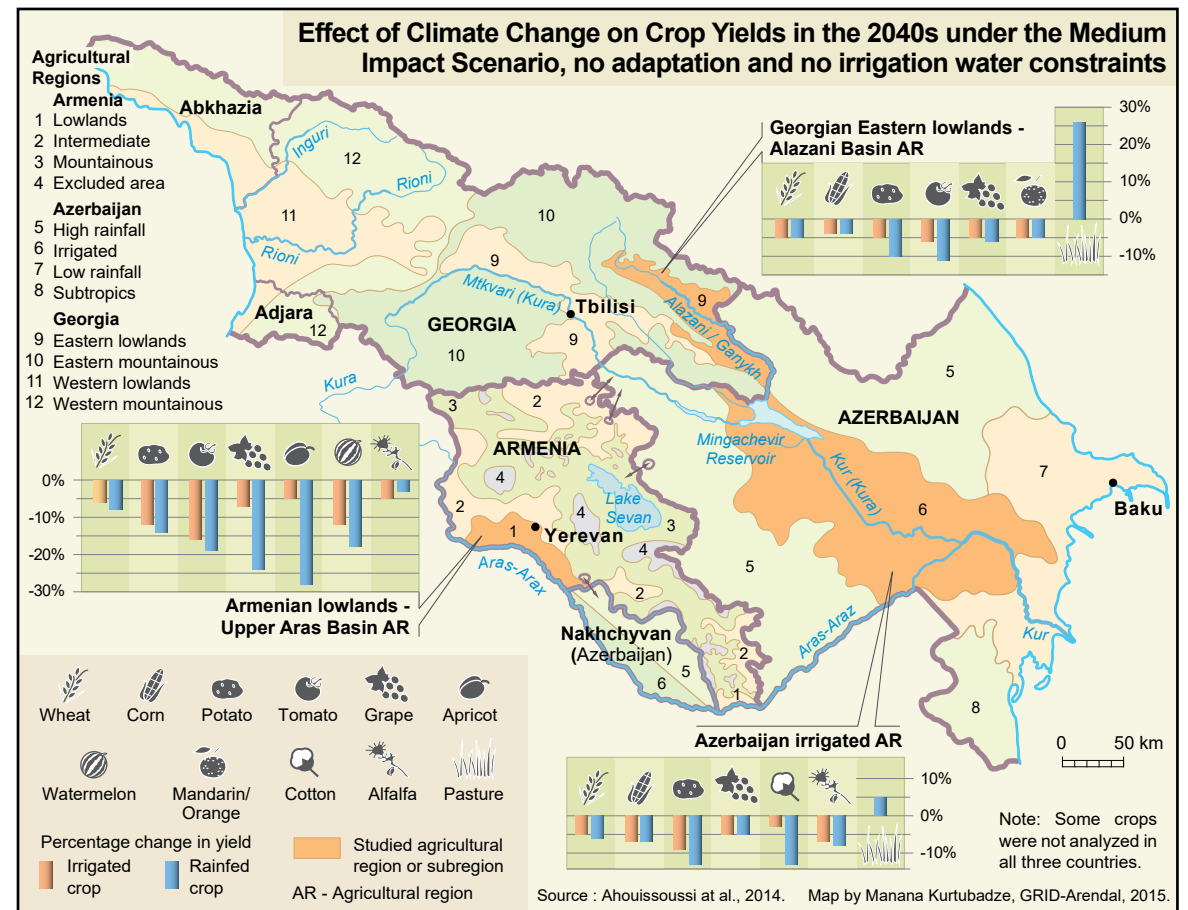 Effect of Climate Change on Crop Yields in the 2040s under the Medium
Impact Scenario, no adaptation and no irrigation water constraints
Agricultural
Regions
Armenia
1 Lowlands
2 Intermediate
3 Mountainous
4 Excluded area
Azerbaijan
5 High rainfall
6 Irrigated
7 Low rainfall
8 Subtropics
Georgia
9 Eastern lowlands
10 Eastern mountainous
11 Western lowlands
12 Western mountainous
Abkhazia
Inguri
12
Rioni
11
Rioni
Adjara
12
10
9
Mtkvari (Kura)
Tbilisi
GEORGIA
10
9
9
Alazani / Ganykh
Kura
Georgian Eastern lowlands -
Alazani Basin AR
30%
20%
10%
0%
-10%
5
AZERBAIJAN
Mingachevir
Reservoir
Kur (Kura)
7
6
Baku
3
2
ARMENIA
4
Lake
Sevan
2
4
3
1
Yerevan
4
5
Aras-Arax
2
Nakhchyvan
(Azerbaijan)
2
5
6
1
Aras-Araz
Kur
8
0%
-10%
-20%
-30%
Armenian lowlands -
Upper Aras Basin AR
Azerbaijan irrigated AR
10%
0%
-10%
0 50 km
Wheat Corn Potato Tomato Grape Apricot
Watermelon Mandarin/ Cotton Alfalfa Pasture
Orange
Percentage change in yield
Irrigated
crop
Rainfed
crop
Studied agricultural
region or subregion
AR - Agricultural region
Note: Some crops
were not analyzed in
all three countries.
Source : Ahouissoussi at al., 2014. Map by Manana Kurtubadze, GRID-Arendal, 2015.